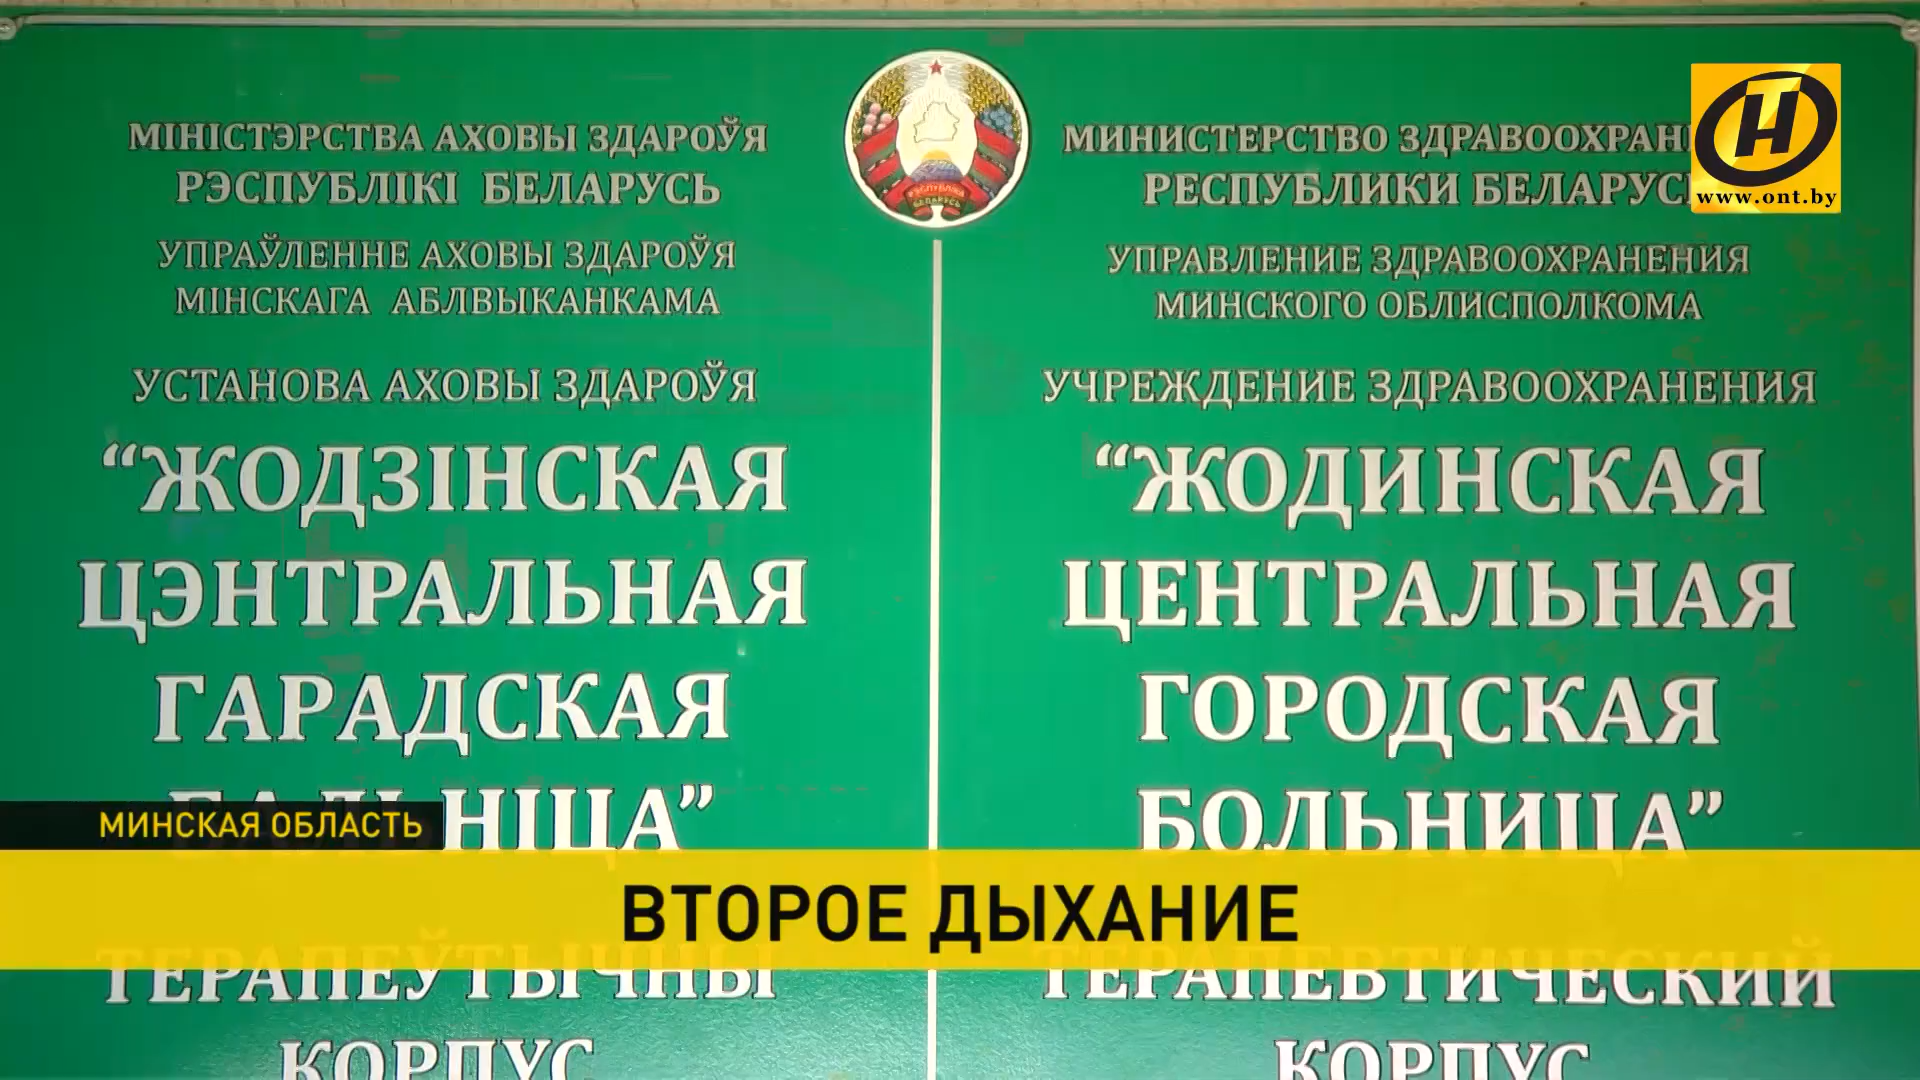 МІНІСТЭРСТВА АХОВЫ ЗДАРОЎЯ
РЭСПУБЛІКІ БЕЛАРУСЬ
УПРАЎЛЕННЕ АХОВЫ ЗДАРОЎЯ
МІНСКАГА АБЛВЫКАНКАМА
УСТАНОВА АХОВЫ ЗДАРОЎЯ
“ЖОДЗІНСКАЯ
ЦЭНТРАЛЬНАЯ
ГАРАДСКАЯ
БАЛЬНІЦА”
ТЕРАПЕЎТЫЧНЫ
КОРПУС
РЭСПУБЛІКА
БЕЛАРУСЬ
МИНИСТЕРСТВО ЗДРАВООХРАН
РЕСПУБЛИКИ БЕЛАРУС
УПРАВЛЕНИЕ ЗДРАВООХРАНЕНИЯ
МИНСКОГО ОБЛИСПОЛКОМА
УЧРЕЖДЕНИЕ ЗДРАВООХРАНЕНИЯ
“ЖОДИНСКАЯ
ЦЕНТРАЛЬНАЯ
ГОРОДСКАЯ
БОЛЬНИЦА”
ТЕРАПЕВТИЧЕСКИЙ
КОРПУС
Н
www.ont.by
МИНСКАЯ ОБЛАСТЬ
ВТОРОЕ ДЫХАНИЕ